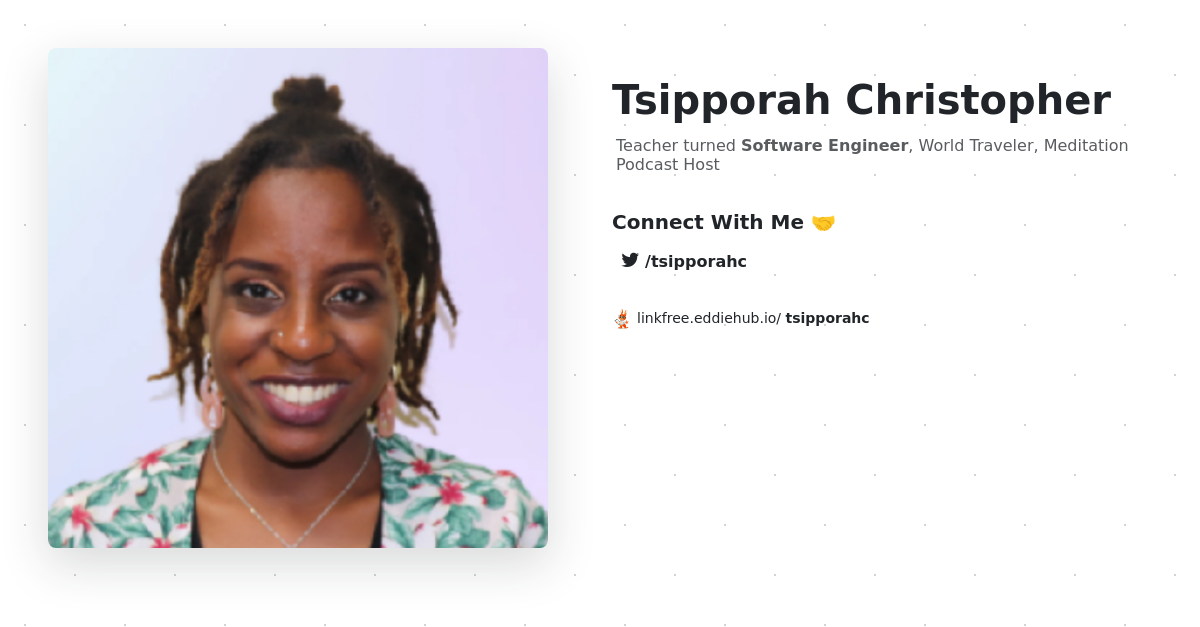 Tsipporah Christopher
Teacher turned Software Engineer, World Traveler, Meditation
Podcast Host
Connect With Me 🤝
/tsipporahc
linkfree.eddiehub.io/ tsipporahc